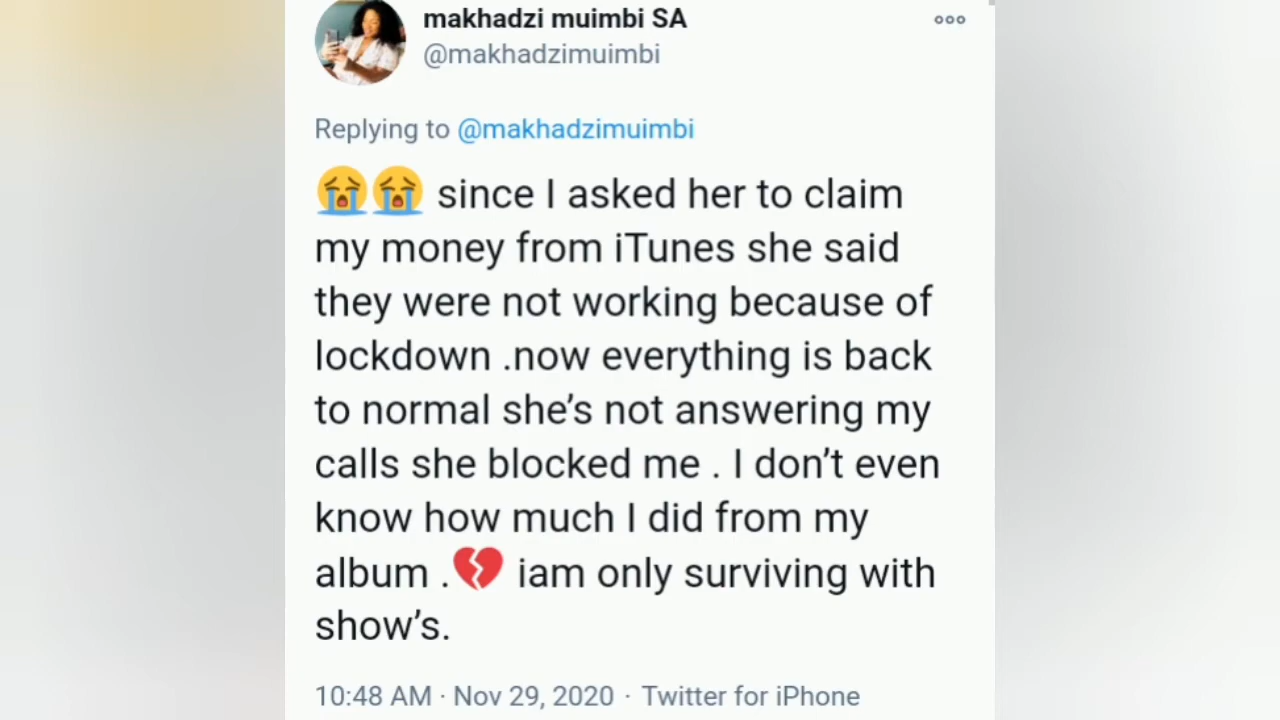 makhadzi muimbi SA
@makhadzimuimbi
Replying to @makhadzimuimbi
😭😭 since I asked her to claim
my money from iTunes she said
they were not working because of
lockdown .now everything is back
to normal she’s not answering my
calls she blocked me . I don’t even
know how much I did from my
album .💔 iam only surviving with
show’s.
10:48 AM · Nov 29, 2020 · Twitter for iPhone